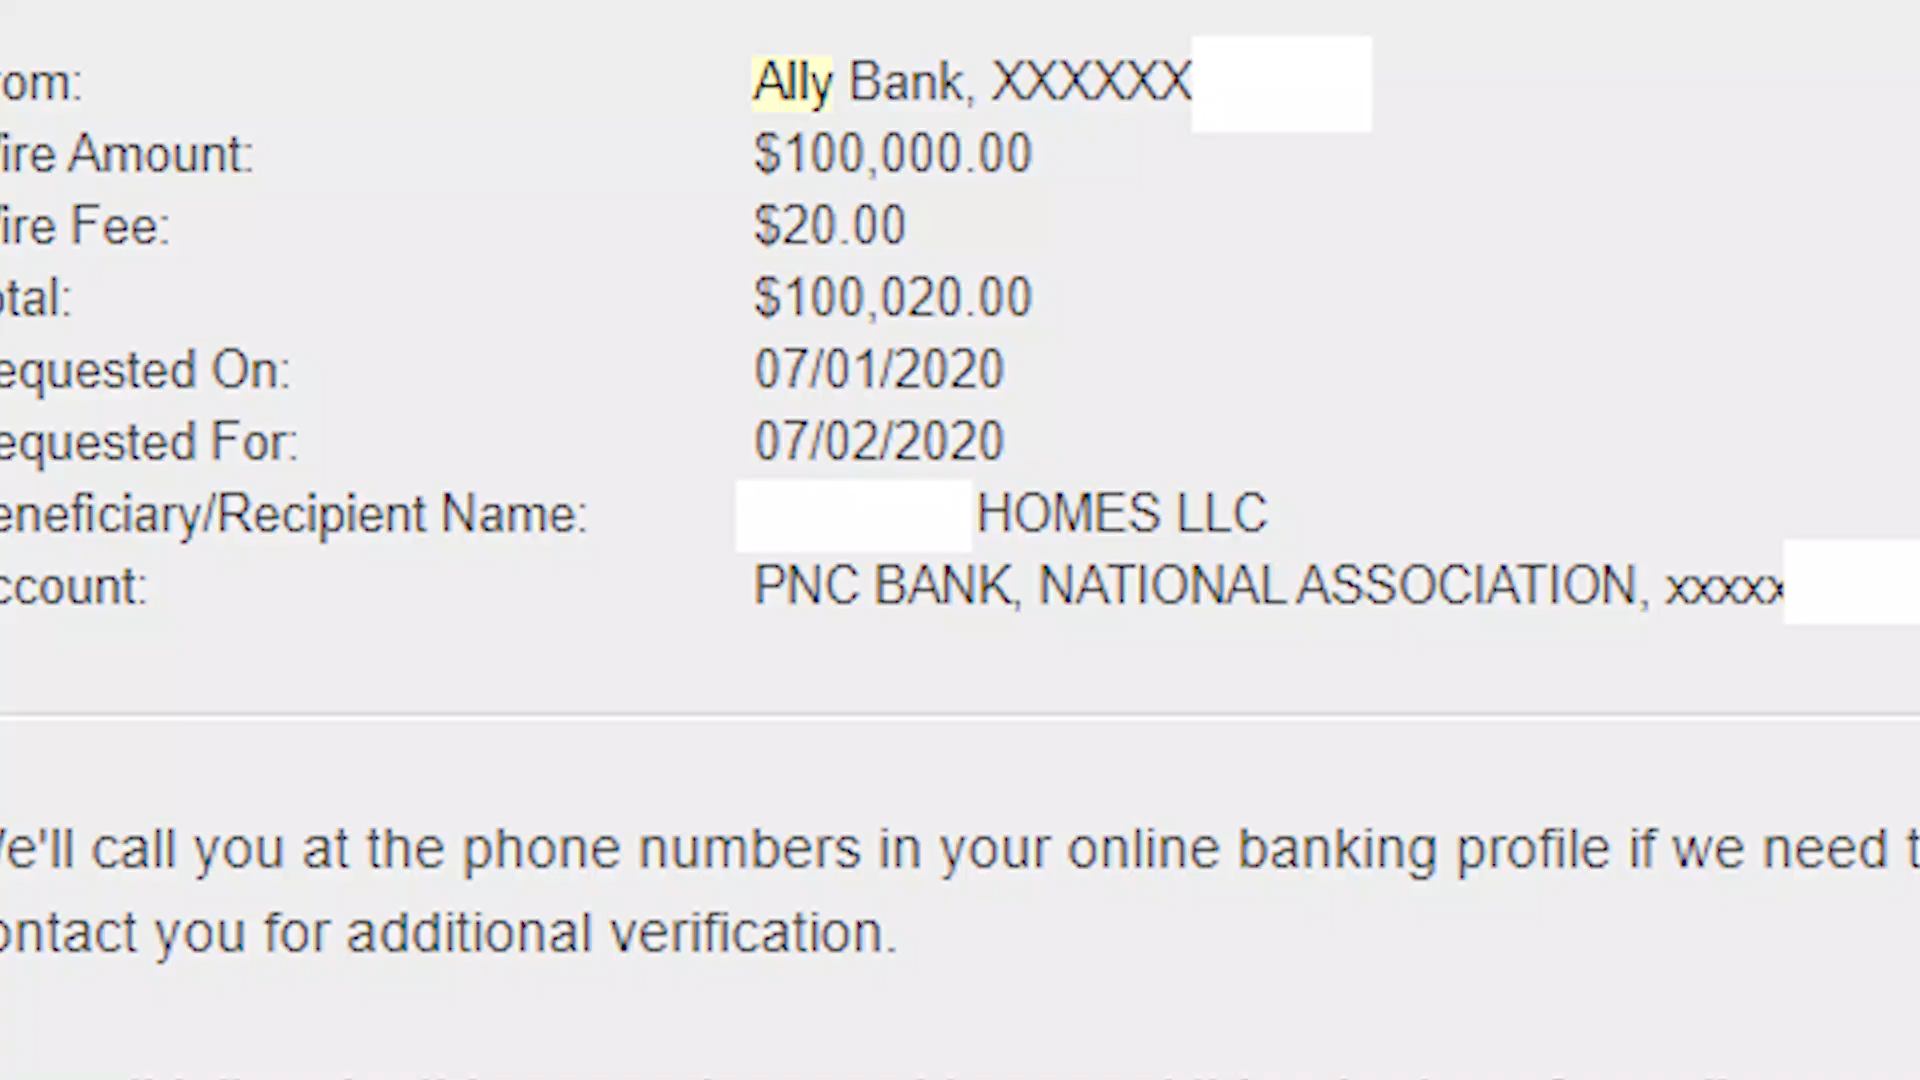 om: Ally Bank, XXXXXX
ire Amount: $100,000.00
ire Fee: $20.00
otal: $100,020.00
equested On: 07/01/2020
equested For: 07/02/2020
eneficiary/Recipient Name: HOMES LLC
ccount: PNC BANK, NATIONAL ASSOCIATION, xxxxx
e'll call you at the phone numbers in your online banking profile if we need t
ontact you for additional verification.